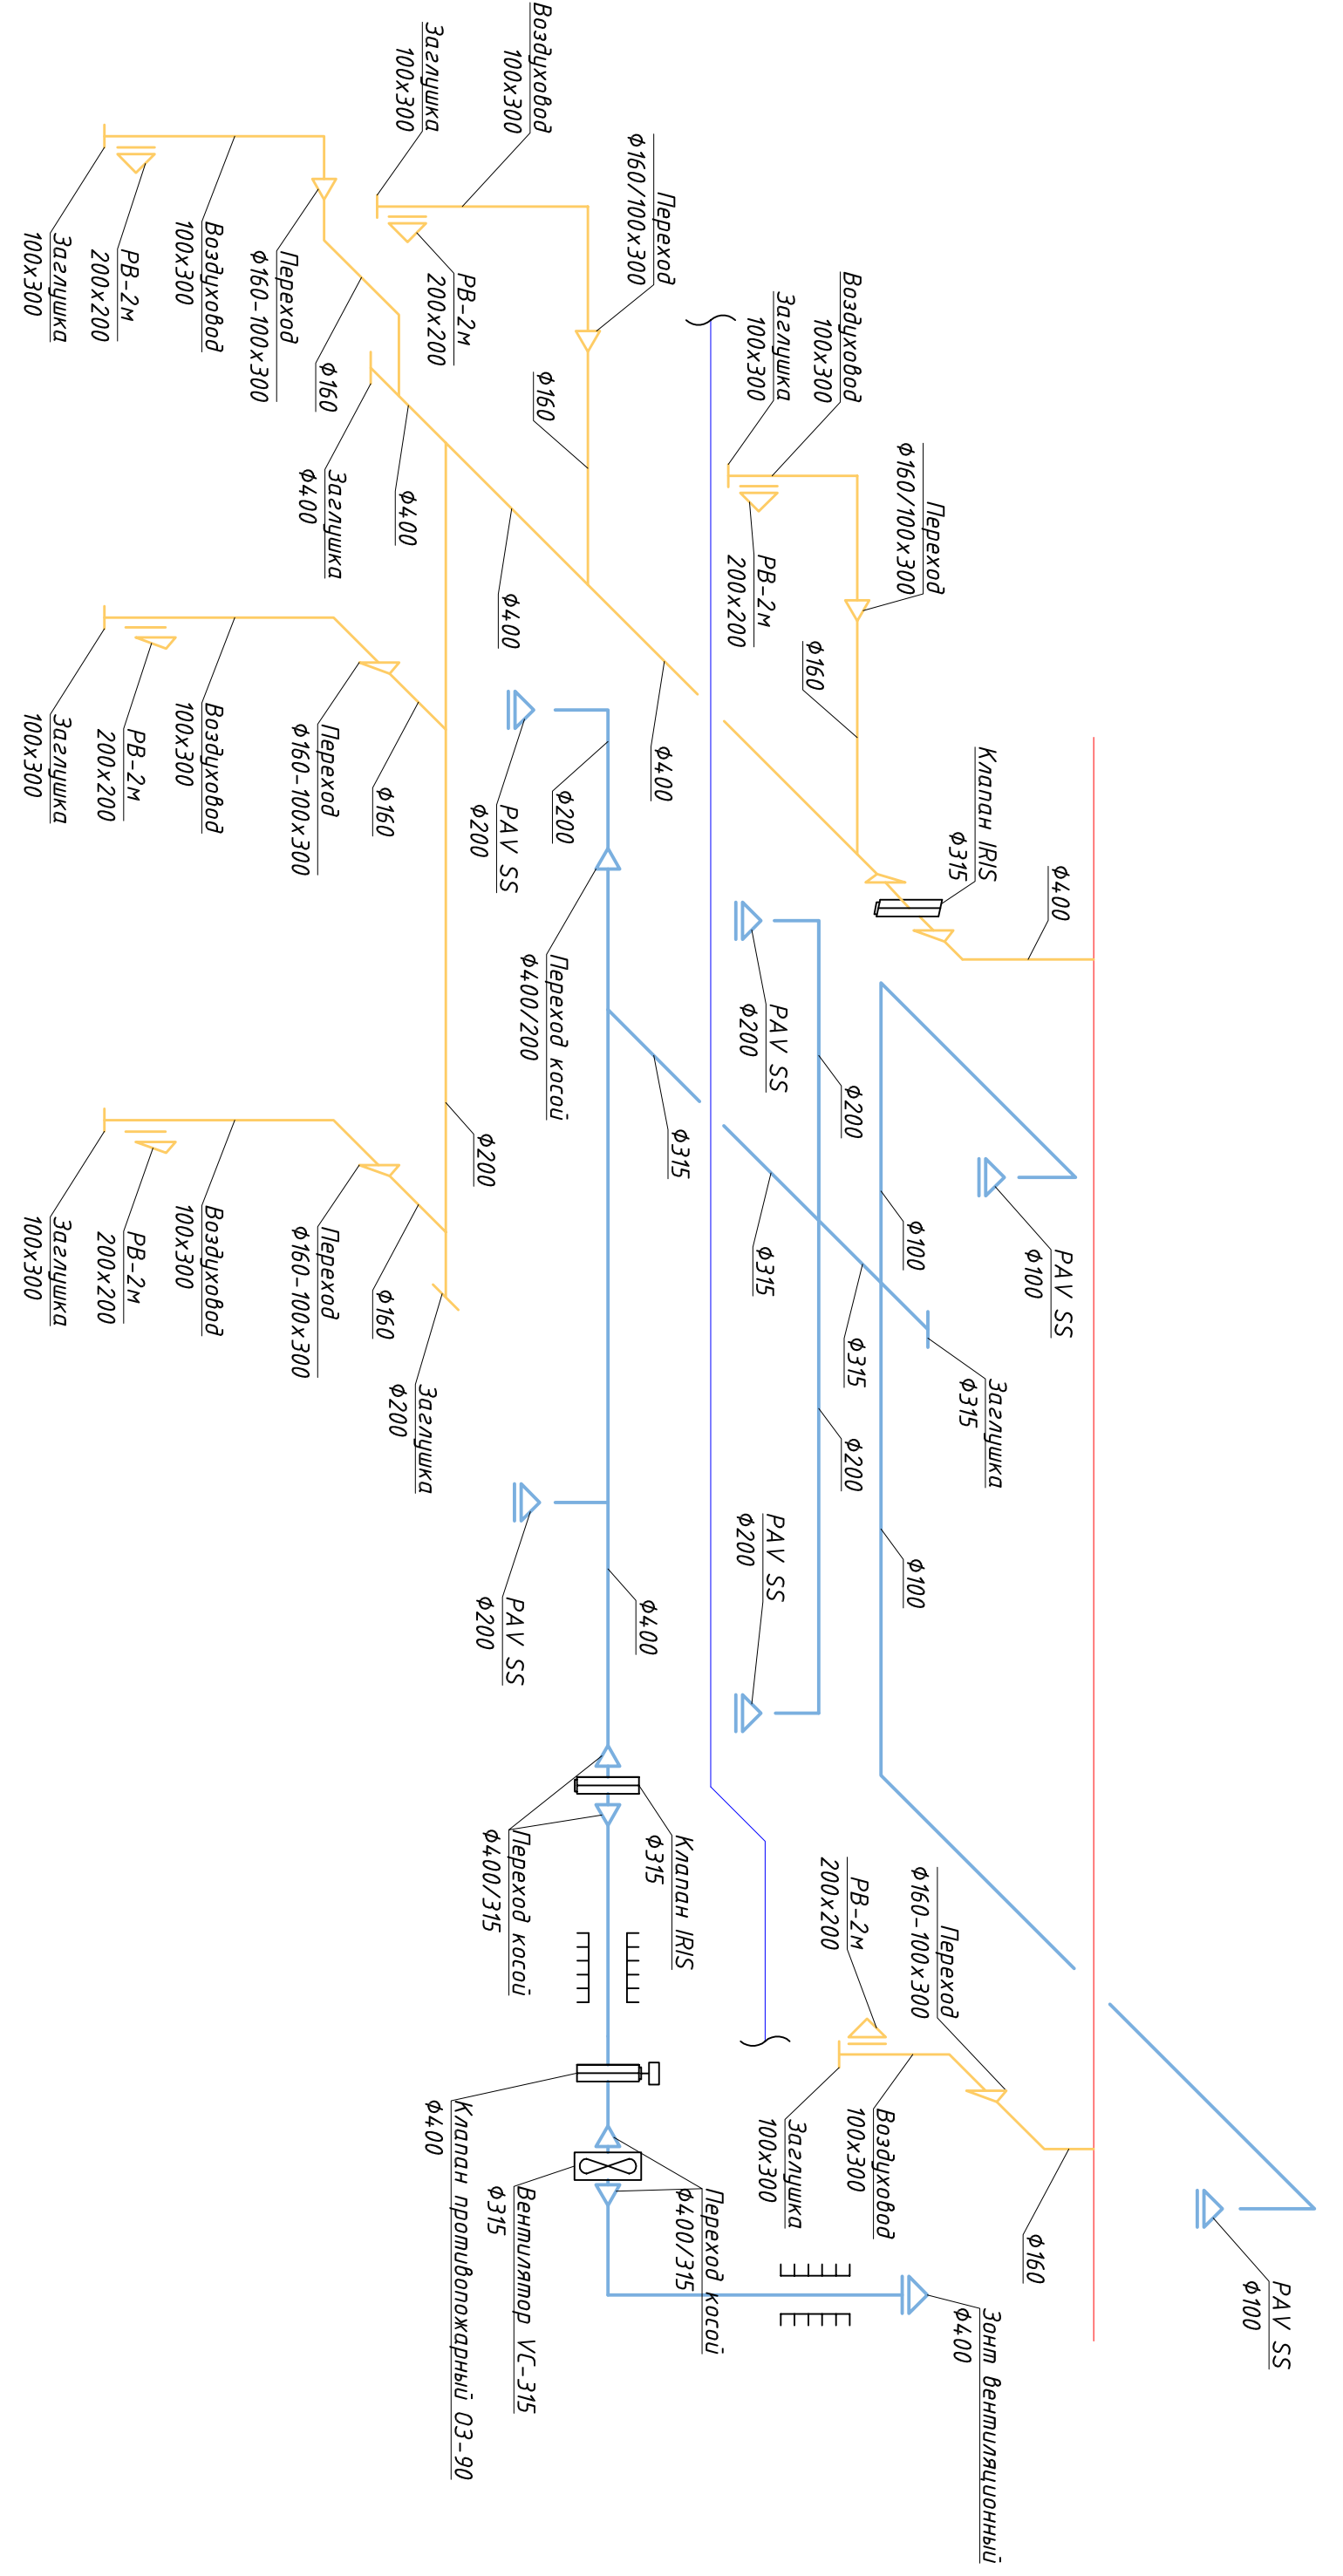 PAV SS
Ф100
PAV SS
Ф100
Ф400
Ф160
Заглушка
Ф315
Зонт вентиляционный
Ф400
Клапан IRIS
Ф315
Переход
Ф160-100х300
Переход
Ф160/100х300
Ф100
Ф100
Воздуховод
100х300
РВ-2м
200х200
Ф315
Воздуховод
100х300
Ф200
Ф200
Ф160
Заглушка
100х300
Заглушка
100х300
PAV SS
Ф200
PAV SS
Ф200
РВ-2м
200х200
Ф315
Переход косой
Ф400/315
Клапан IRIS
Ф315
Ф315
Переход
Ф160/100х300
Ф400
Ф400
Ф200
Переход косой
Ф400/200
Ф160
Воздуховод
100х300
Вентилятор VC-315
Ф315
Переход косой
Ф400/315
PAV SS
Ф200
Ф400
PAV SS
Ф200
Ф200
РВ-2м
200х200
Клапан противопожарный ОЗ-90
Ф400
Заглушка
100х300
Заглушка
Ф200
Ф400
Ф160
Ф160
Заглушка
Ф400
Переход
Ф160-100х300
Переход
Ф160-100х300
Ф160
Переход
Ф160-100х300
Воздуховод
100х300
Воздуховод
100х300
Воздуховод
100х300
РВ-2м
200х200
РВ-2м
200х200
РВ-2м
200х200
Заглушка
100х300
Заглушка
100х300
Заглушка
100х300